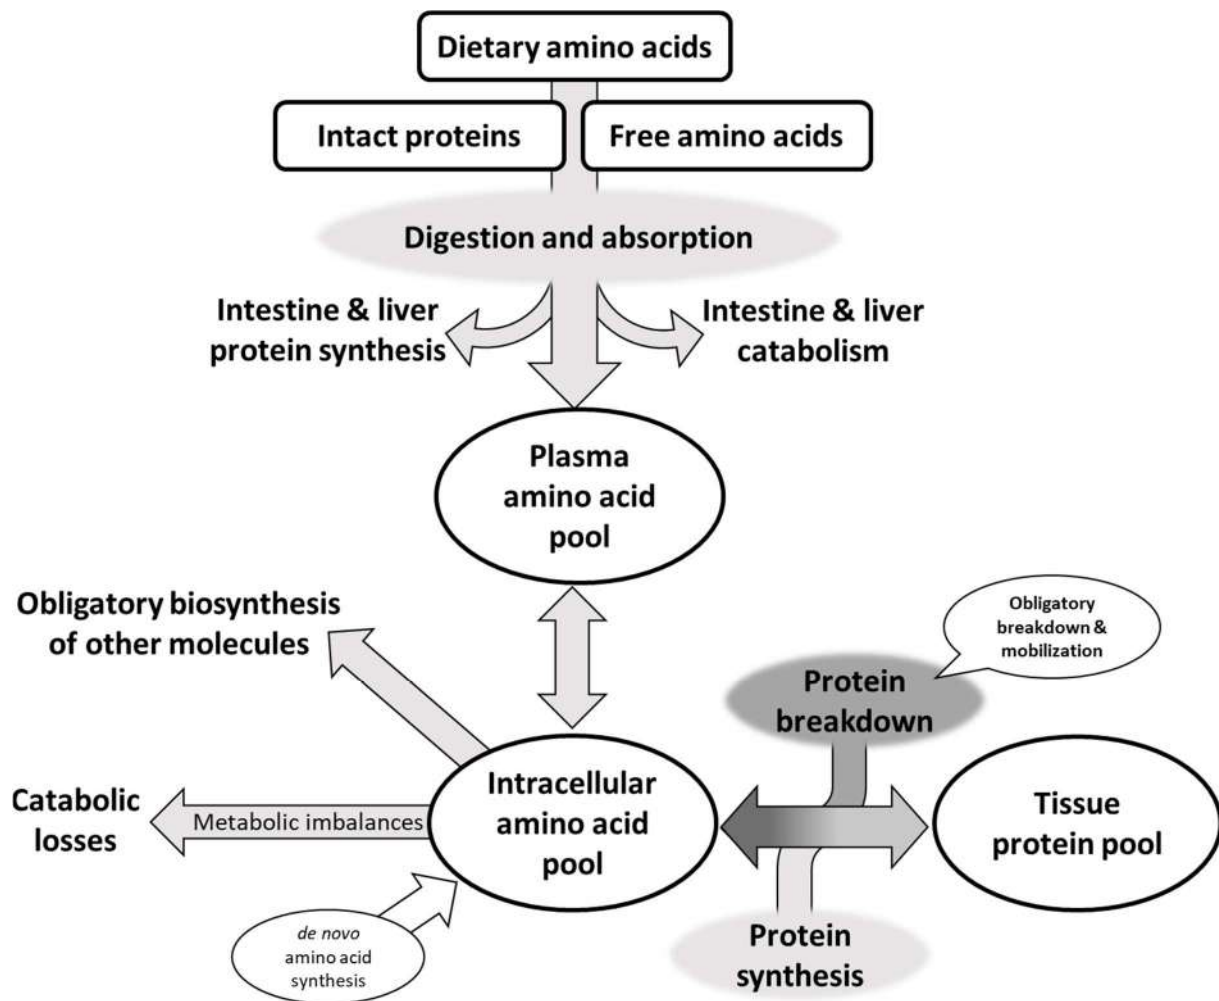 Dietary amino acids
Intact proteins
Free amino acids
Digestion and absorption
Intestine & liver
protein synthesis
Intestine & liver
catabolism
Plasma
amino acid
pool
Obligatory biosynthesis
of other molecules
Obligatory
breakdown &
mobilization
Protein
breakdown
Catabolic
losses
Metabolic imbalances
Intracellular
amino acid
pool
Tissue
protein pool
de novo
amino acid
synthesis
Protein
synthesis